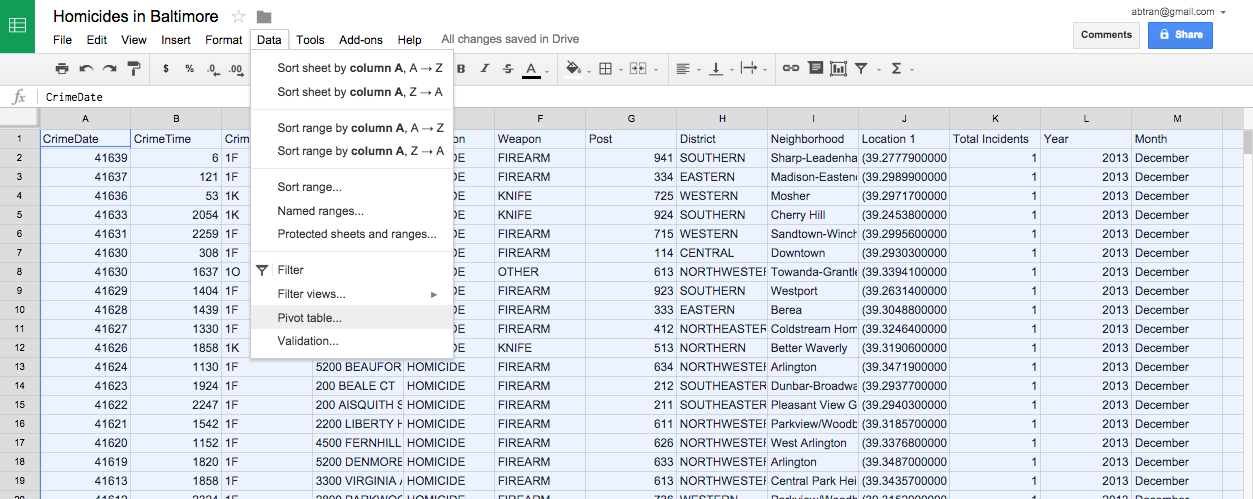 Homicides in Baltimore
abtran@gmail.com
File Edit View Insert Format Data Tools Add-ons Help All changes saved in Drive
Comments Share
$ % .0 .00 B I S A Σ
Sort sheet by column A, A → Z
Sort sheet by column A, Z → A
Sort range by column A, A → Z
Sort range by column A, Z → A
Sort range...
Named ranges...
Protected sheets and ranges...
Filter
Filter views...
Pivot table...
Validation...
fx CrimeDate
A B F G H I J K L M
1 CrimeDate CrimeTime Crim on Weapon Post District Neighborhood Location 1 Total Incidents Year Month
2 41639 6 1F DE FIREARM 941 SOUTHERN Sharp-Leadenha (39.2777900000 1 2013 December
3 41637 121 1F DE FIREARM 334 EASTERN Madison-Eastend (39.2989900000 1 2013 December
4 41636 53 1K DE KNIFE 725 WESTERN Mosher (39.2971700000 1 2013 December
5 41633 2054 1K DE KNIFE 924 SOUTHERN Cherry Hill (39.2453800000 1 2013 December
6 41631 2259 1F DE FIREARM 715 WESTERN Sandtown-Winch (39.2995600000 1 2013 December
7 41630 308 1F DE FIREARM 114 CENTRAL Downtown (39.2930300000 1 2013 December
8 41630 1637 1O DE OTHER 613 NORTHWESTER Towanda-Grantle (39.3394100000 1 2013 December
9 41629 1404 1F DE FIREARM 923 SOUTHERN Westport (39.2631400000 1 2013 December
10 41628 1439 1F DE FIREARM 333 EASTERN Berea (39.3048800000 1 2013 December
11 41627 1330 1F DE FIREARM 412 NORTHEASTER Coldstream Hom (39.3246400000 1 2013 December
12 41626 1858 1K DE KNIFE 513 NORTHERN Better Waverly (39.3190600000 1 2013 December
13 41624 1130 1F 5200 BEAUFOR HOMICIDE FIREARM 634 NORTHWESTER Arlington (39.3471900000 1 2013 December
14 41623 1924 1F 200 BEALE CT HOMICIDE FIREARM 212 SOUTHEASTER Dunbar-Broadwa (39.2937700000 1 2013 December
15 41622 2247 1F 200 AISQUITH S HOMICIDE FIREARM 211 SOUTHEASTER Pleasant View G (39.2940300000 1 2013 December
16 41621 1542 1F 2200 LIBERTY H HOMICIDE FIREARM 611 NORTHWESTER Parkview/Woodb (39.3185700000 1 2013 December
17 41620 1152 1F 4500 FERNHILL HOMICIDE FIREARM 626 NORTHWESTER West Arlington (39.3376800000 1 2013 December
18 41619 1820 1F 5200 DENMORE HOMICIDE FIREARM 633 NORTHWESTER Arlington (39.3487000000 1 2013 December
19 41613 1858 1F 3300 VIRGINIA A HOMICIDE FIREARM 613 NORTHWESTER Central Park Hei (39.3435700000 1 2013 December